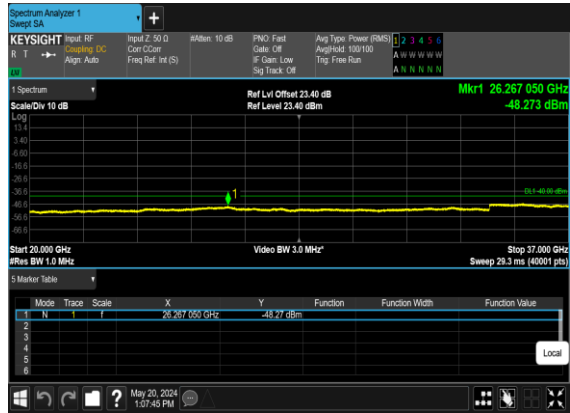 Spectrum Analyzer 1
Swept SA
+
KEYSIGHT Input: RF Input Z: 50 Ω #Atten: 10 dB PNO: Fast Avg Type: Power (RMS) 1 2 3 4 5 6
R T Coupling: DC Corr CCorr Gate: Off Avg|Hold: 100/100 A W W W W W
Align: Auto Freq Ref: Int (S) IF Gain: Low Trig: Free Run
LW Sig Track: Off A N N N N N
1 Spectrum Ref Lvl Offset 23.40 dB Mkr1 26.267 050 GHz
Scale/Div 10 dB Ref Level 23.40 dBm -48.273 dBm
Log
13.4
3.40
-6.60
-16.6
-26.6
-36.6 1 DL1 -40.00 dBm
-46.6
-56.6
-66.6
Start 20.000 GHz Video BW 3.0 MHz* Stop 37.000 GHz
#Res BW 1.0 MHz Sweep 29.3 ms (40001 pts)
5 Marker Table
Mode Trace Scale X Y Function Function Width Function Value
1 N 1 f 26.267 050 GHz -48.27 dBm
2
3
4
5
6
Local
? May 20, 2024
1:07:45 PM